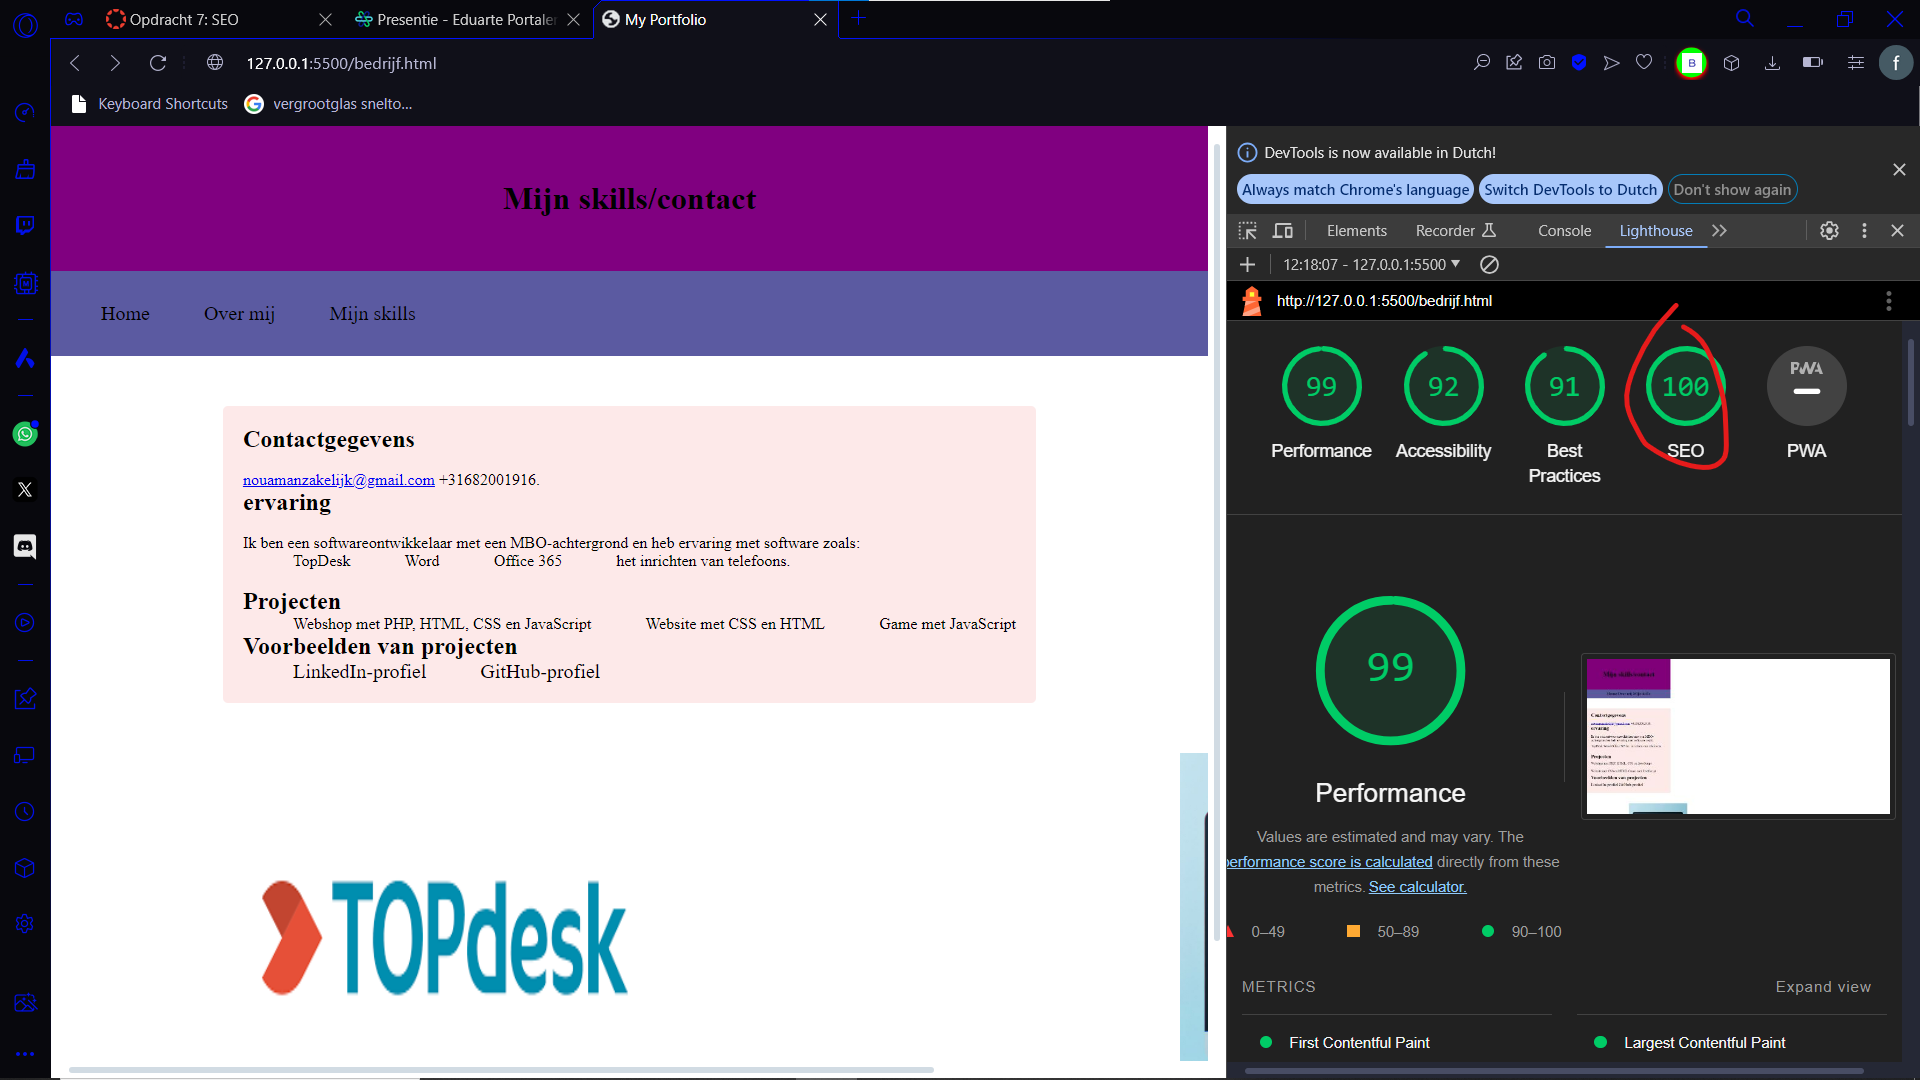 Opdracht 7: SEO
Presentie - Eduarte Portalen
My Portfolio
127.0.0.1:5500/bedrijf.html
B
f
Keyboard Shortcuts
vergrootglas snelto...
Mijn skills/contact
Home Over mij Mijn skills
Contactgegevens
nouamanzakelijk@gmail.com +31682001916.
ervaring
Ik ben een softwareontwikkelaar met een MBO-achtergrond en heb ervaring met software zoals:
TopDesk Word Office 365 het inrichten van telefoons.
Projecten
Webshop met PHP, HTML, CSS en JavaScript Website met CSS en HTML Game met JavaScript
Voorbeelden van projecten
LinkedIn-profiel GitHub-profiel
TOPdesk
DevTools is now available in Dutch!
Always match Chrome's language Switch DevTools to Dutch Don't show again
Elements Recorder Console Lighthouse
12:18:07 - 127.0.0.1:5500
http://127.0.0.1:5500/bedrijf.html
99 92 91 100 PWA
Performance Accessibility Best Practices SEO PWA
99
Performance
Values are estimated and may vary. The
performance score is calculated directly from these
metrics. See calculator.
0–49 50–89 90–100
METRICS Expand view
First Contentful Paint Largest Contentful Paint